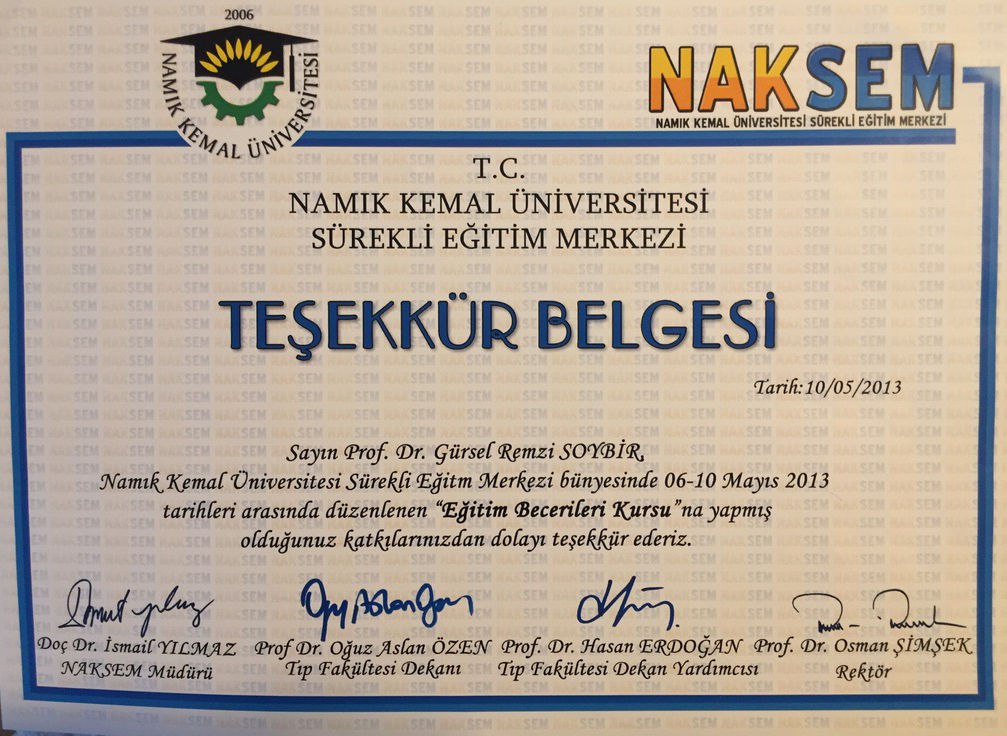 2006
NAMIK KEMAL ÜNİVERSİTESİ
NAKSEM
NAMIK KEMAL ÜNİVERSİTESİ SÜREKLİ EĞİTİM MERKEZİ
T.C.
NAMIK KEMAL ÜNİVERSİTESİ
SÜREKLİ EĞİTİM MERKEZİ
TEŞEKKÜR BELGESİ
Tarih:10/05/2013
Sayın Prof. Dr. Gürsel Remzi SOYBİR,
Namık Kemal Üniversitesi Sürekli Eğitm Merkezi bünyesinde 06-10 Mayıs 2013
tarihleri arasında düzenlenen “Eğitim Becerileri Kursu”na yapmış
olduğunuz katkılarınızdan dolayı teşekkür ederiz.
Doç Dr. İsmail YILMAZ Prof Dr. Oğuz Aslan ÖZEN Prof. Dr. Hasan ERDOĞAN Prof. Dr. Osman ŞİMŞEK
NAKSEM Müdürü Tıp Fakültesi Dekanı Tıp Fakültesi Dekan Yardımcısı Rektör